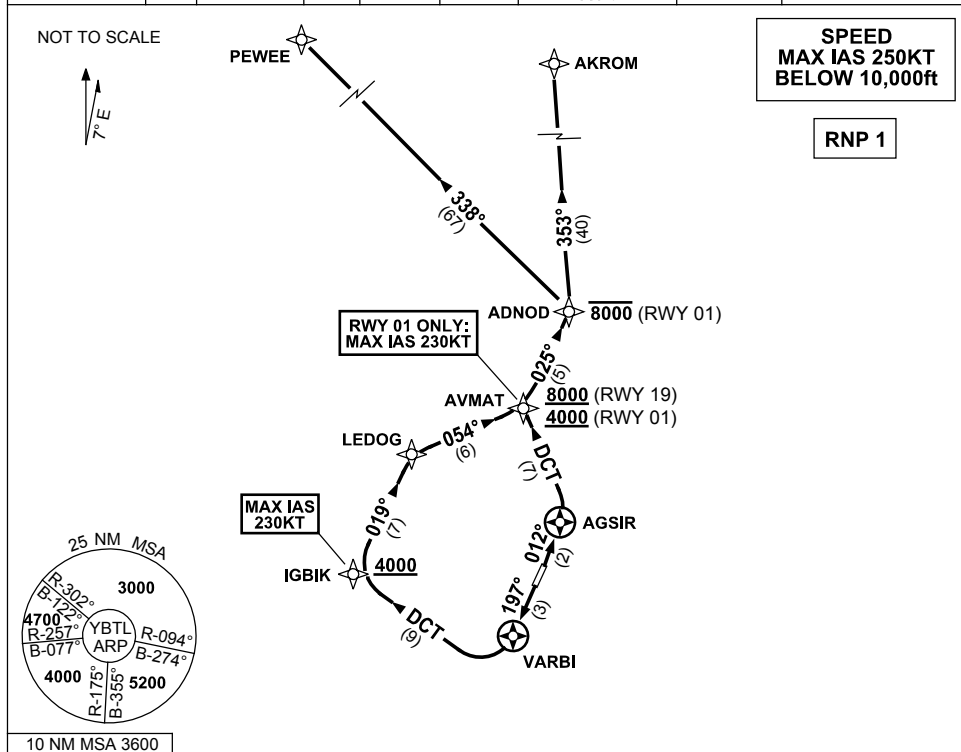 NOT TO SCALE
7° E
PEWEE
AKROM
SPEED
MAX IAS 250KT
BELOW 10,000ft
RNP 1
338°
(67)
353°
(40)
ADNOD
8000 (RWY 01)
RWY 01 ONLY:
MAX IAS 230KT
025°
(5)
AVMAT
8000 (RWY 19)
4000 (RWY 01)
LEDOG
054°
(6)
DCT
(7)
MAX IAS
230KT
019°
(7)
AGSIR
012°
(2)
IGBIK
4000
197°
(3)
DCT
(9)
VARBI
25 NM MSA
3000
R-302°
B-122°
4700
R-257°
B-077°
YBTL
ARP
R-094°
B-274°
4000
R-175°
B-355°
5200
10 NM MSA 3600